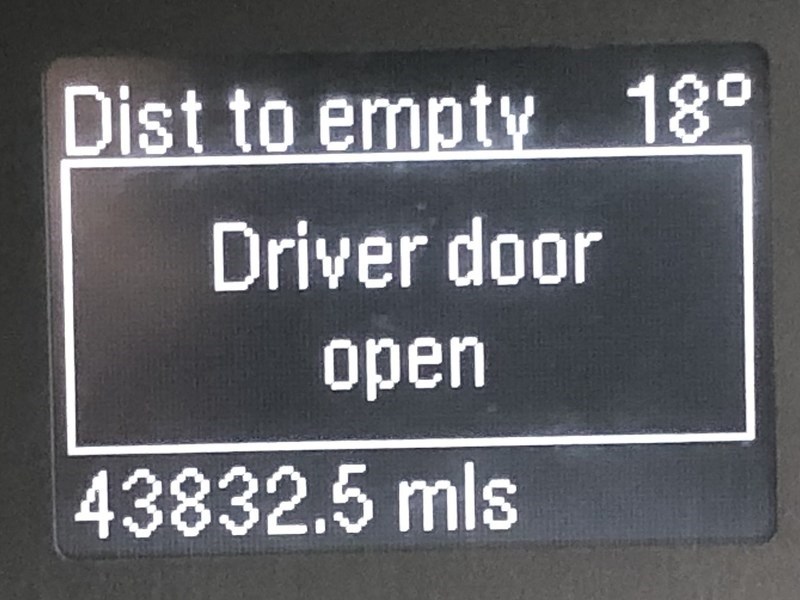 Dist to empty 18°
Driver door
open
43832.5 mls